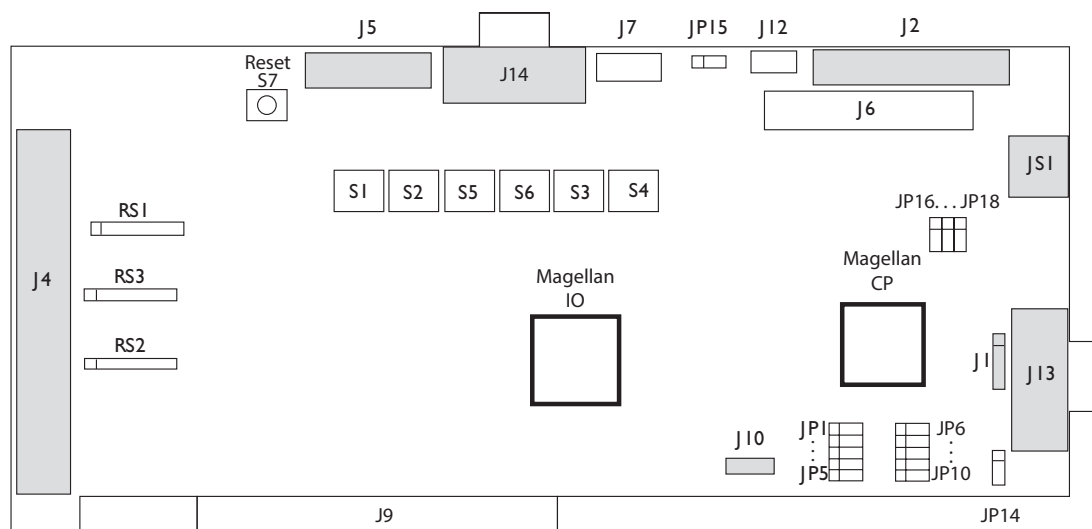 J5
J7
JP15
J12
J2
Reset
S7
J14
J6
JS1
S1
S2
S5
S6
S3
S4
JP16...JP18
RS1
J4
RS3
RS2
Magellan
IO
Magellan
CP
J1
J13
J10
JP1
JP5
JP6
JP10
J9
JP14